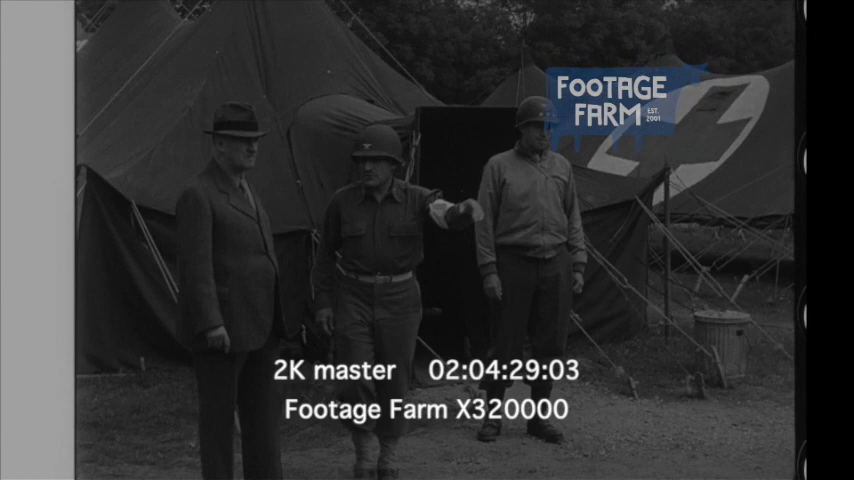 FOOTAGE
FARM
EST.
2001
2K master 02:04:29:03
Footage Farm X320000